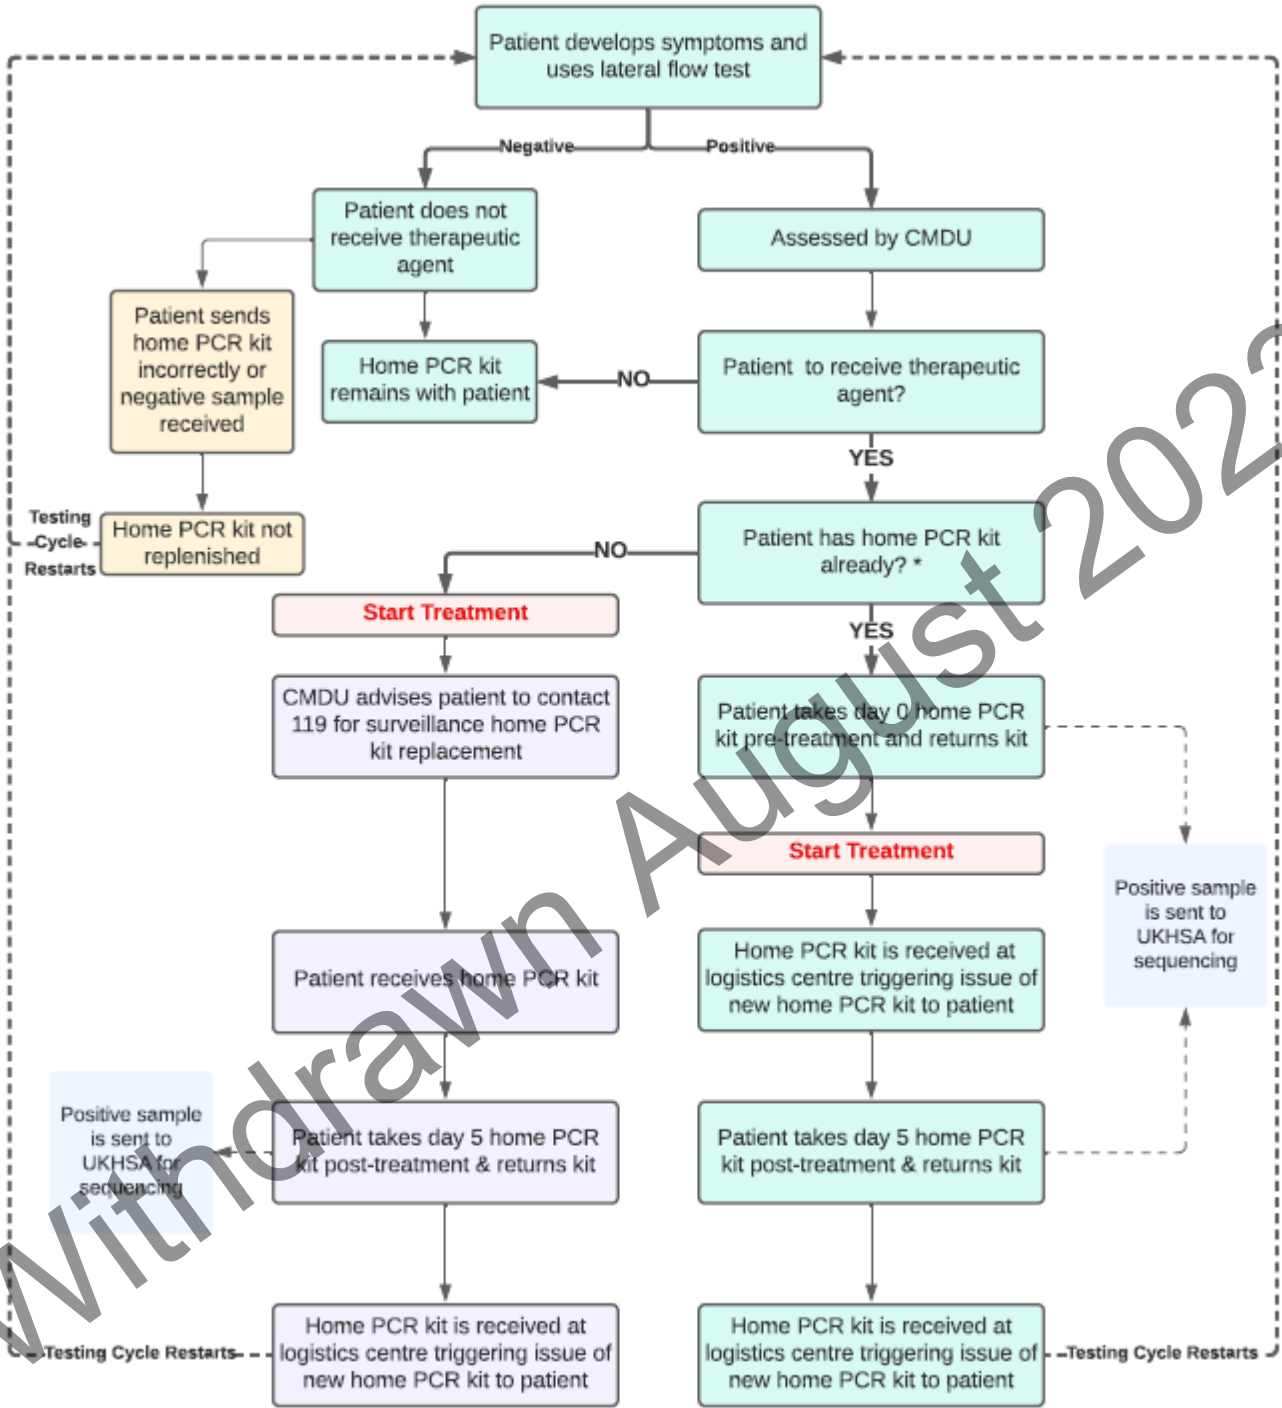 Patient develops symptoms and
uses lateral flow test
Negative
Positive
Patient does not
receive therapeutic
agent
Assessed by CMDU
Patient sends
home PCR kit
incorrectly or
negative sample
received
Home PCR kit
remains with patient
NO
Patient to receive therapeutic
agent?
YES
Testing
Cycle
Restarts
Home PCR kit not
replenished
NO
Patient has home PCR kit
already? *
Start Treatment
YES
CMDU advises patient to contact
119 for surveillance home PCR
kit replacement
Patient takes day 0 home PCR
kit pre-treatment and returns kit
Start Treatment
Positive sample
is sent to
UKHSA for
sequencing
Patient receives home PCR kit
Home PCR kit is received at
logistics centre triggering issue of
new home PCR kit to patient
Positive sample
is sent to
UKHSA for
sequencing
Patient takes day 5 home PCR
kit post-treatment & returns kit
Patient takes day 5 home PCR
kit post-treatment & returns kit
Testing Cycle Restarts
Home PCR kit is received at
logistics centre triggering issue of
new home PCR kit to patient
Home PCR kit is received at
logistics centre triggering issue of
new home PCR kit to patient
Testing Cycle Restarts
Withdrawn August 202